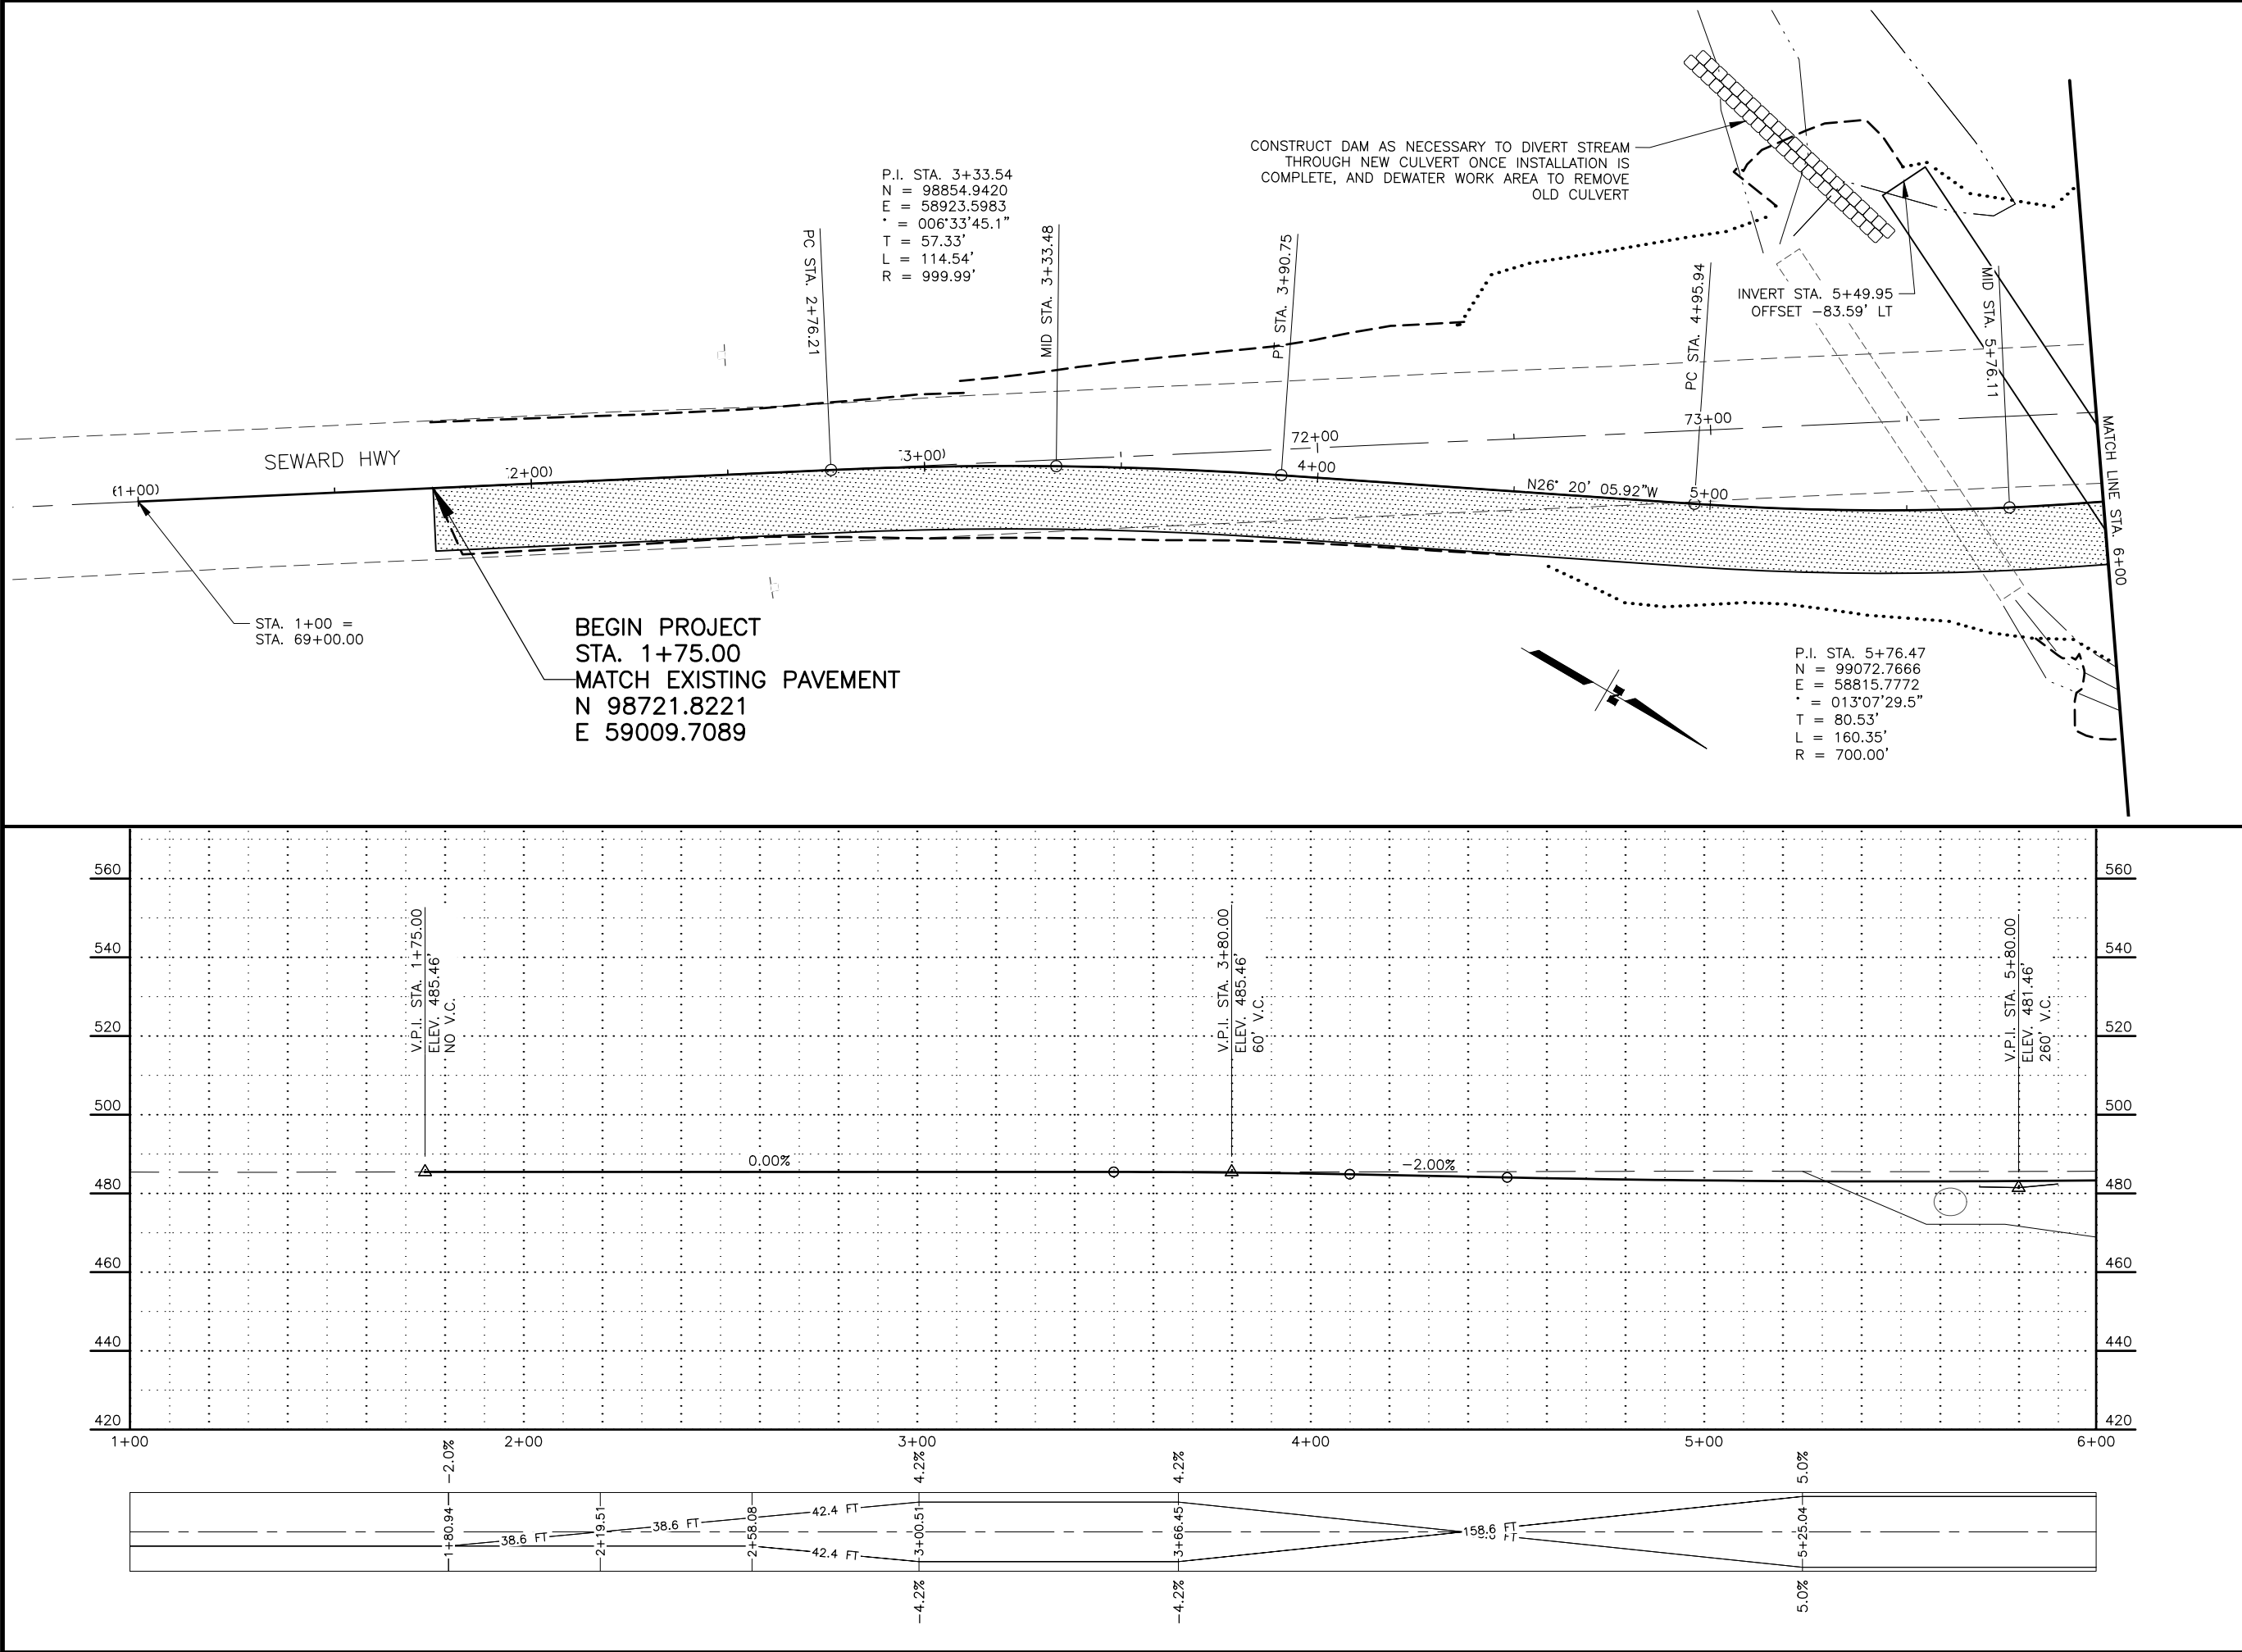 CONSTRUCT DAM AS NECESSARY TO DIVERT STREAM
THROUGH NEW CULVERT ONCE INSTALLATION IS
COMPLETE, AND DEWATER WORK AREA TO REMOVE
OLD CULVERT
P.I. STA. 3+33.54
N = 98854.9420
E = 58923.5983
° = 006°33'45.1"
T = 57.33'
L = 114.54'
R = 999.99'
PC STA. 2+76.21
MID STA. 3+33.48
PT STA. 3+90.75
PC STA. 4+95.94
MID STA. 5+76.11
INVERT STA. 5+49.95
OFFSET -83.59' LT
SEWARD HWY
72+00
73+00
(1+00)
2+00)
3+00)
4+00
5+00
N26° 20' 05.92"W
MATCH LINE STA. 6+00
STA. 1+00 =
STA. 69+00.00
BEGIN PROJECT
STA. 1+75.00
MATCH EXISTING PAVEMENT
N 98721.8221
E 59009.7089
P.I. STA. 5+76.47
N = 99072.7666
E = 58815.7772
° = 013°07'29.5"
T = 80.53'
L = 160.35'
R = 700.00'
560
540
520
500
480
460
440
420
560
540
520
500
480
460
440
420
V.P.I. STA. 1+75.00
ELEV. 485.46'
NO V.C.
V.P.I. STA. 3+80.00
ELEV. 485.46'
60' V.C.
V.P.I. STA. 5+80.00
ELEV. 481.46'
260' V.C.
0.00%
-2.00%
1+00
2+00
3+00
4+00
5+00
6+00
-2.0%
4.2%
4.2%
5.0%
1+80.94
2+19.51
2+58.08
3+00.51
3+66.45
5+25.04
38.6 FT
38.6 FT
42.4 FT
42.4 FT
158.6 FT
-4.2%
-4.2%
5.0%